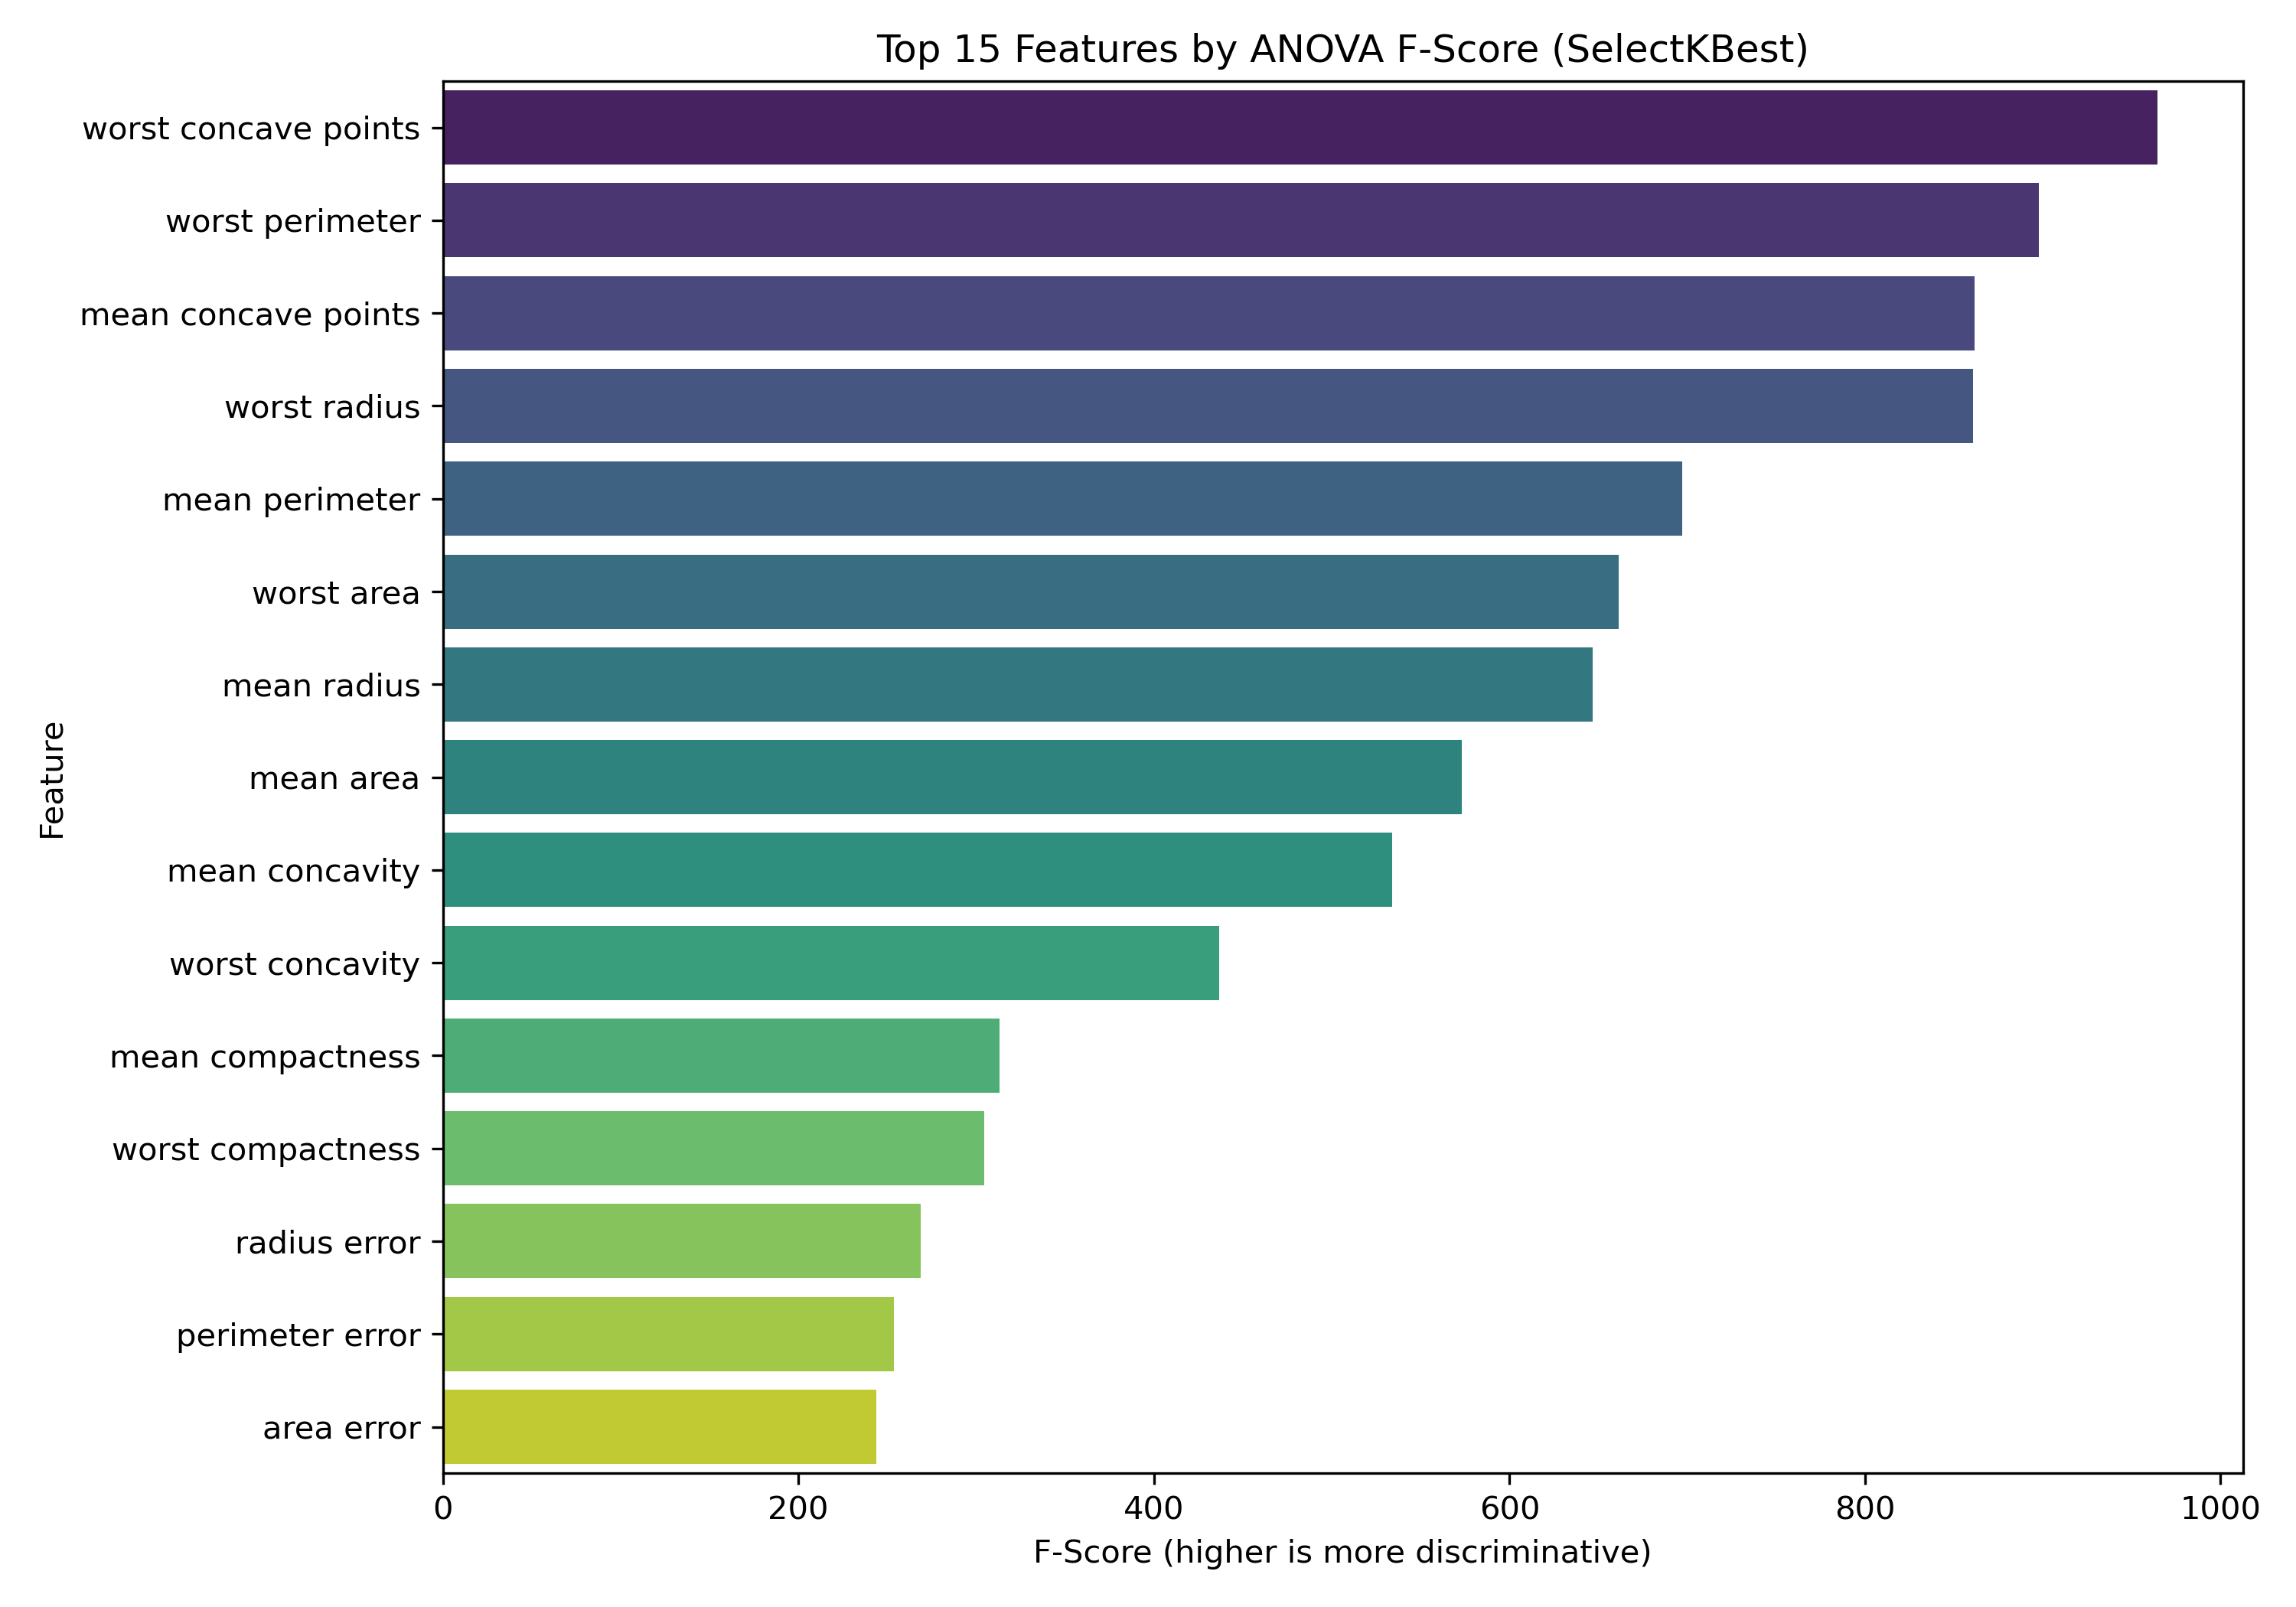 Top 15 Features by ANOVA F-Score (SelectKBest)
Feature
worst concave points
worst perimeter
mean concave points
worst radius
mean perimeter
worst area
mean radius
mean area
mean concavity
worst concavity
mean compactness
worst compactness
radius error
perimeter error
area error
0 200 400 600 800 1000
F-Score (higher is more discriminative)